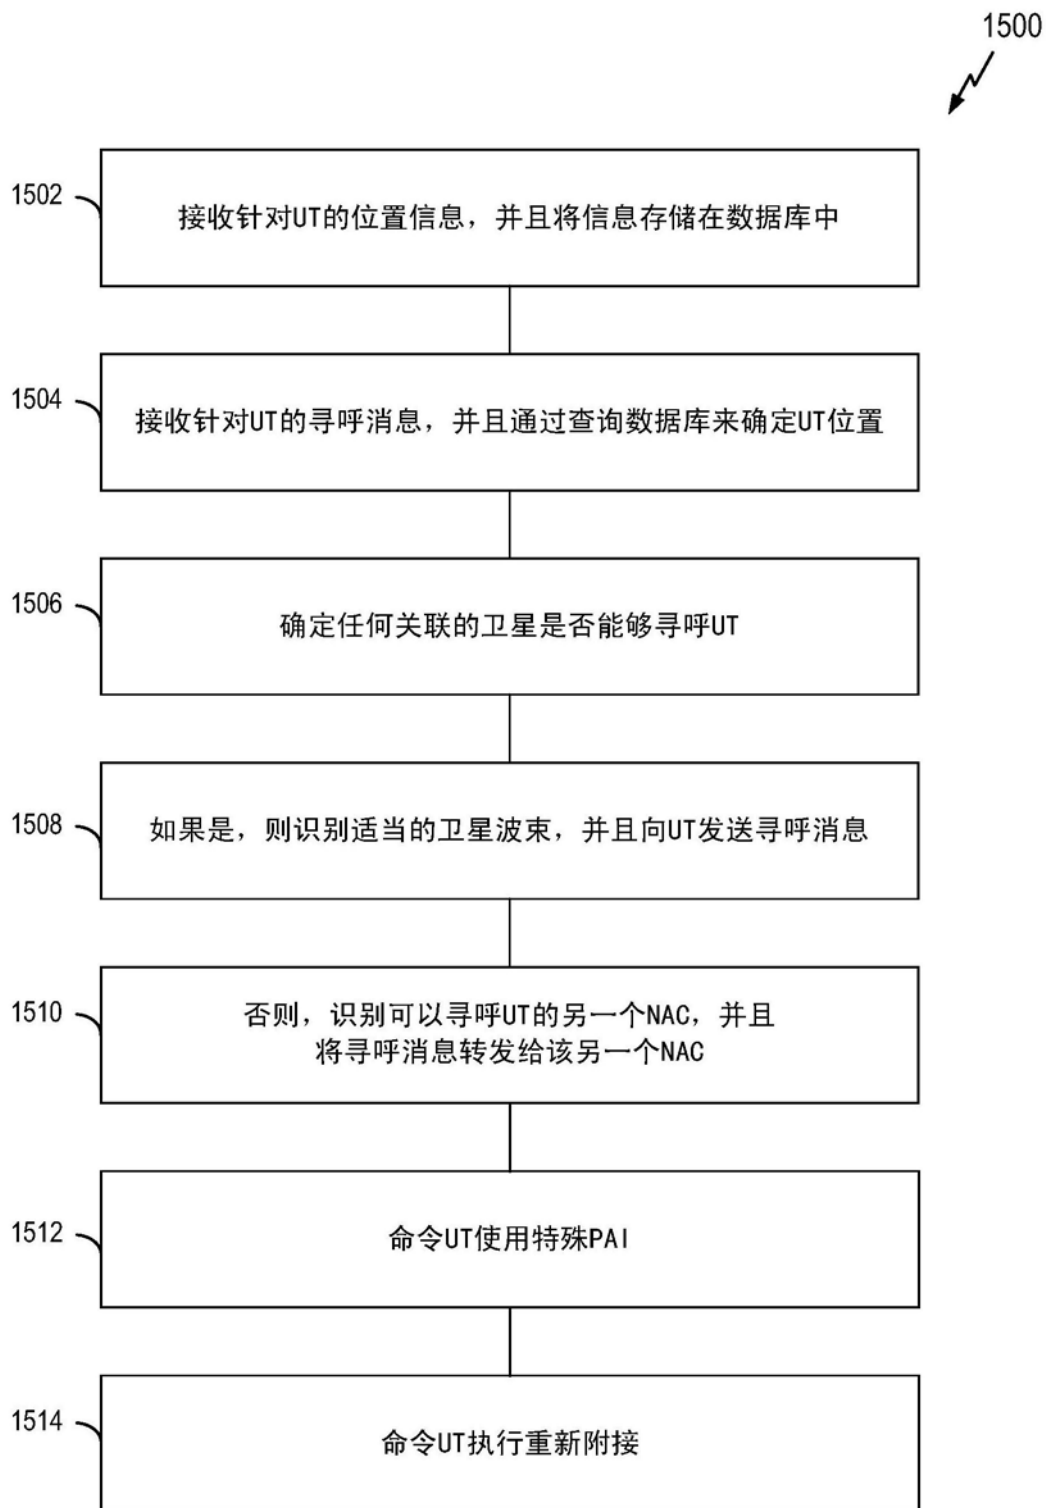 1500
1502
接收针对UT的位置信息，并且将信息存储在数据库中
1504
接收针对UT的寻呼消息，并且通过查询数据库来确定UT位置
1506
确定任何关联的卫星是否能够寻呼UT
1508
如果是，则识别适当的卫星波束，并且向UT发送寻呼消息
1510
否则，识别可以寻呼UT的另一个NAC，并且
将寻呼消息转发给该另一个NAC
1512
命令UT使用特殊PAI
1514
命令UT执行重新附接